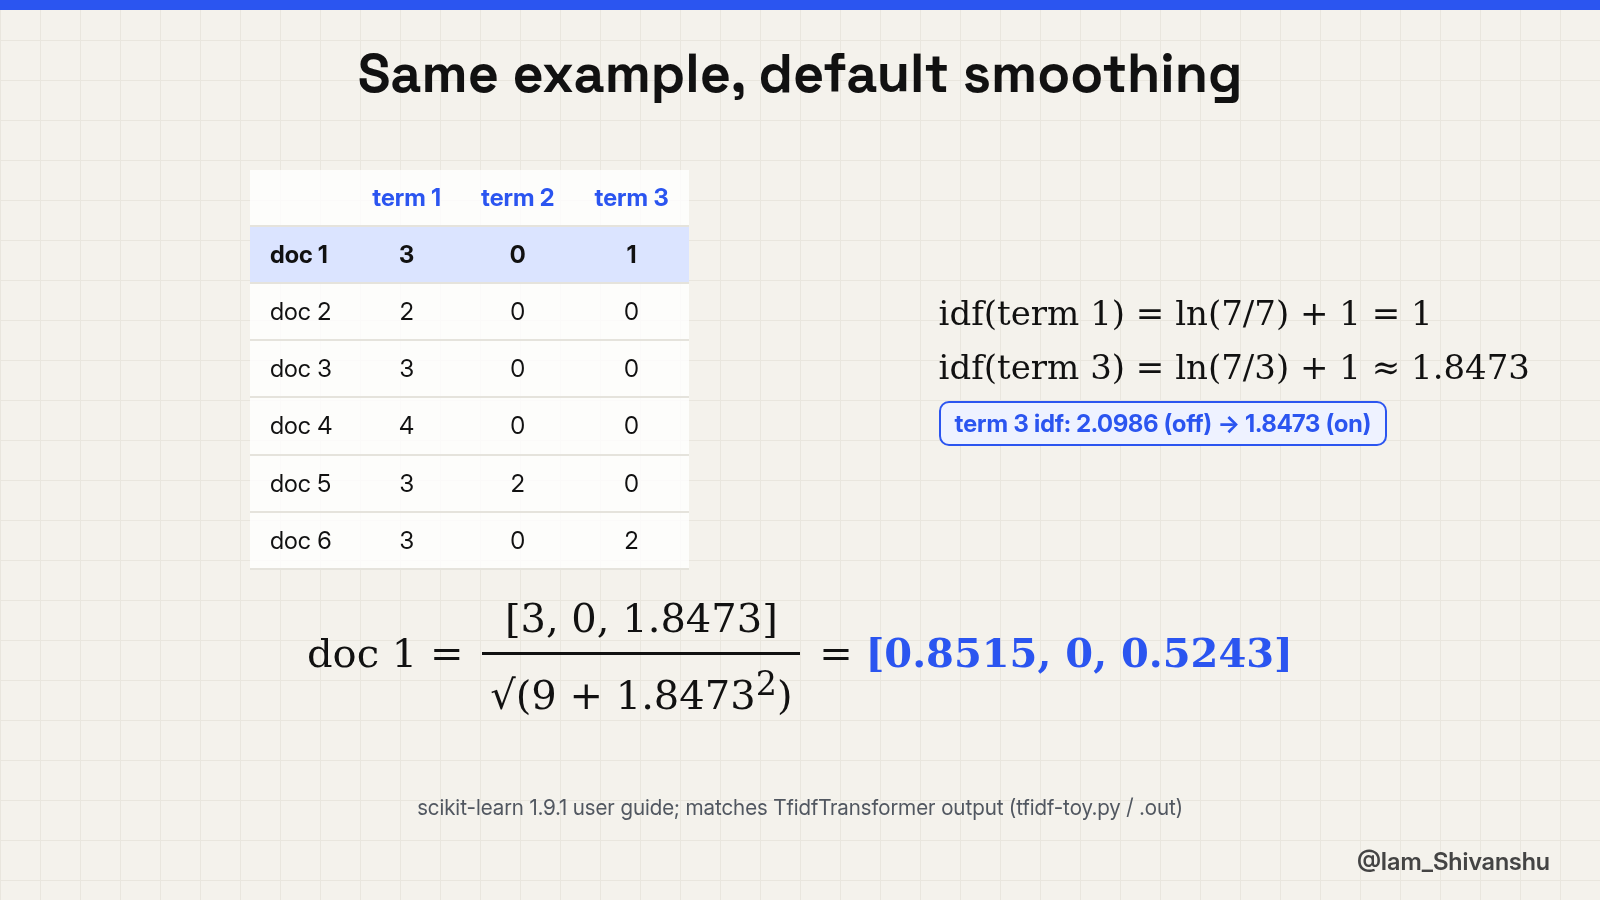 Same example, default smoothing
term 1 term 2 term 3
doc 1 3 0 1
doc 2 2 0 0
doc 3 3 0 0
doc 4 4 0 0
doc 5 3 2 0
doc 6 3 0 2
idf(term 1) = ln(7/7) + 1 = 1
idf(term 3) = ln(7/3) + 1 ≈ 1.8473
term 3 idf: 2.0986 (off) → 1.8473 (on)
doc 1 = [3, 0, 1.8473] / √(9 + 1.8473²) = [0.8515, 0, 0.5243]
scikit-learn 1.9.1 user guide; matches TfidfTransformer output (tfidf-toy.py / .out)
@Iam_Shivanshu